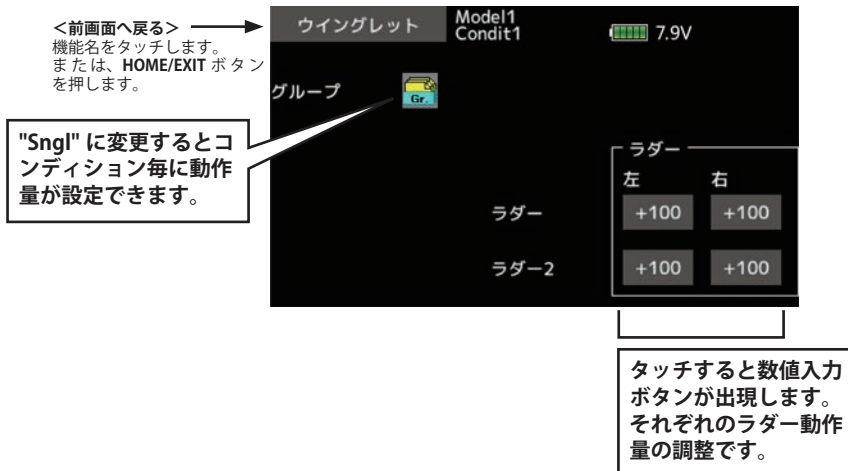 <前画面へ戻る>
機能名をタッチします。
または、HOME/EXIT ボタン
を押します。
ウイングレット
Model1
Condit1
7.9V
グループ
Gr.
"Sngl" に変更するとコ
ンディション毎に動作
量が設定できます。
ラダー
左 右
ラダー +100 +100
ラダー2 +100 +100
タッチすると数値入力
ボタンが出現します。
それぞれのラダー動作
量の調整です。